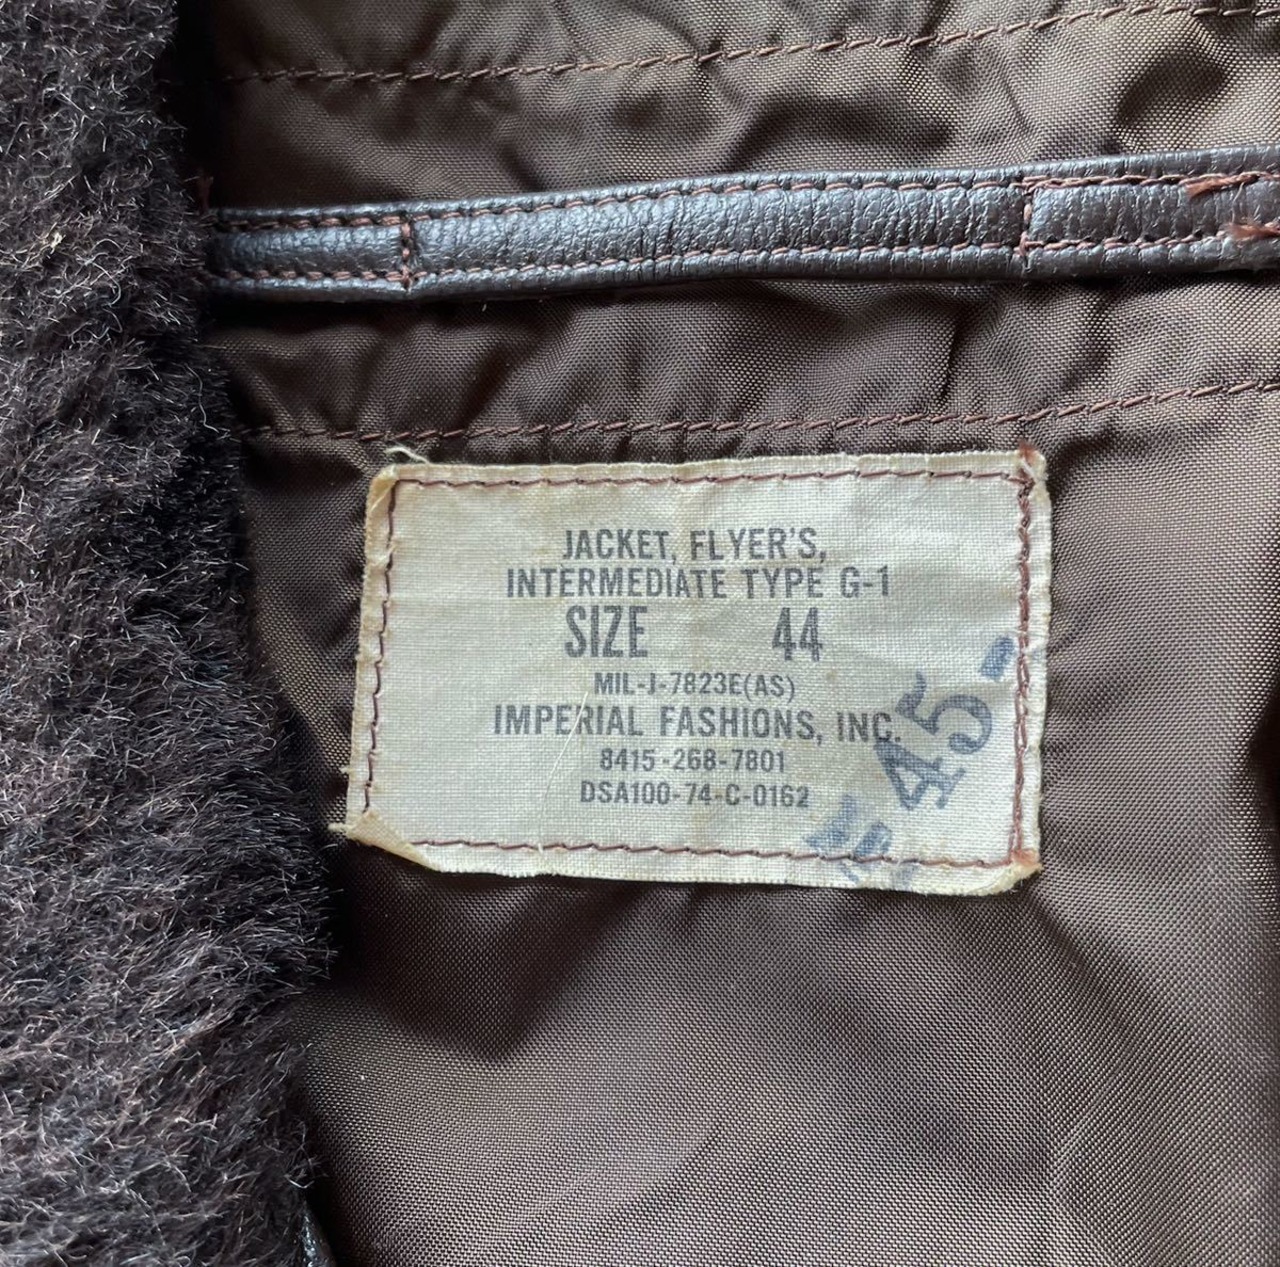 JACKET, FLYER'S,
INTERMEDIATE TYPE G-1
SIZE 44
MIL-J-7823E(AS)
IMPERIAL FASHIONS, INC.
8415-268-7801
DSA100-74-C-0162
45-